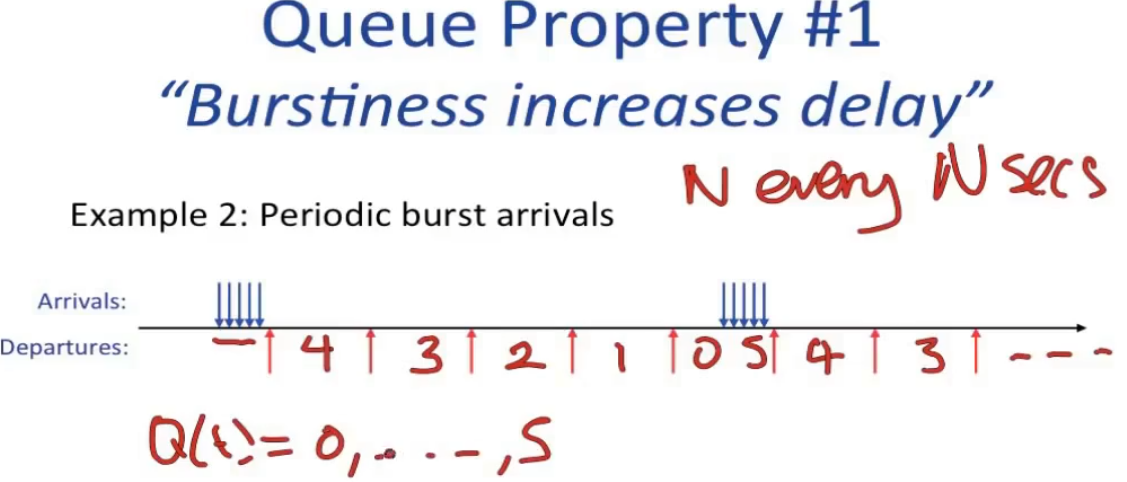 Queue Property #1
“Burstiness increases delay”
N every N secs
Example 2: Periodic burst arrivals
Arrivals:
Departures: 4 3 2 1 0 5 4 3 - - -
Q(t) = 0, . . . - , 5